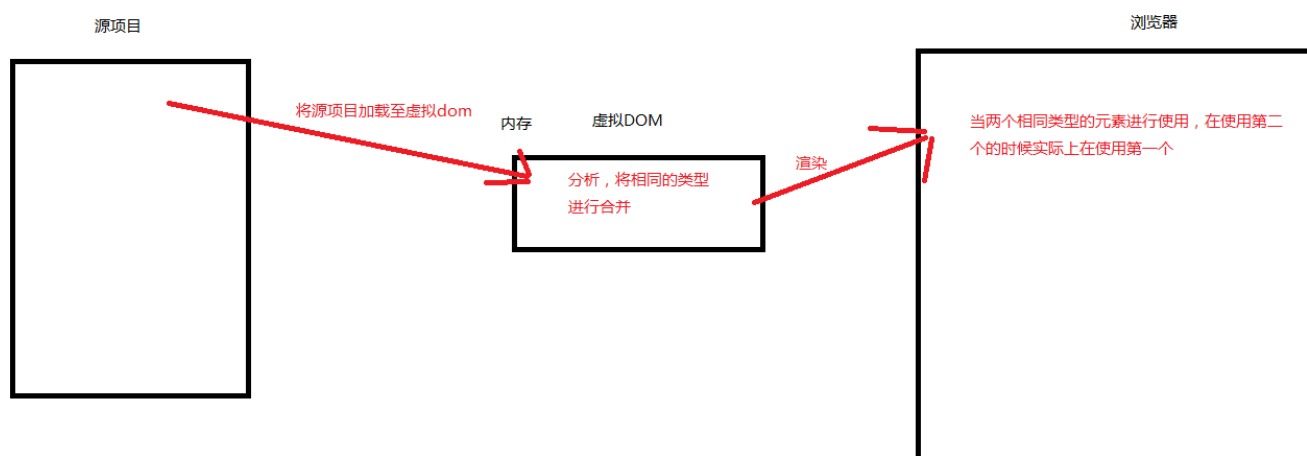 源项目
浏览器
将源项目加载至虚拟dom
内存
虚拟DOM
分析，将相同的类型
进行合并
渲染
当两个相同类型的元素进行使用，在使用第二
个的时候实际上在使用第一个